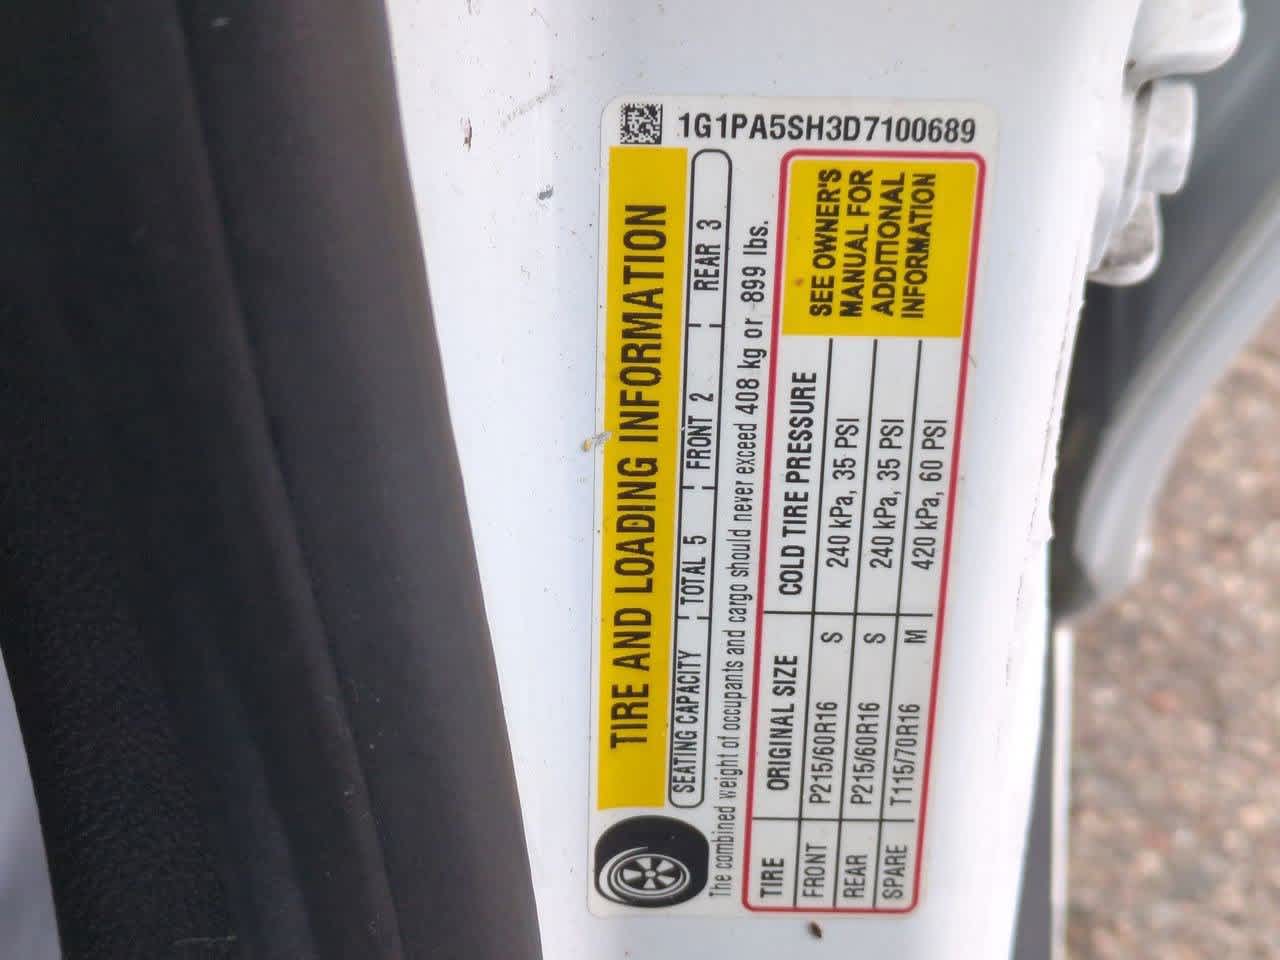 1G1PA5SH3D7100689
TIRE AND LOADING INFORMATION
SEATING CAPACITY TOTAL 5 FRONT 2 REAR 3
The combined weight of occupants and cargo should never exceed 408 kg or 899 lbs.
TIRE ORIGINAL SIZE COLD TIRE PRESSURE
FRONT P215/60R16 S 240 kPa, 35 PSI
REAR P215/60R16 S 240 kPa, 35 PSI
SPARE T115/70R16 M 420 kPa, 60 PSI
SEE OWNER'S
MANUAL FOR
ADDITIONAL
INFORMATION